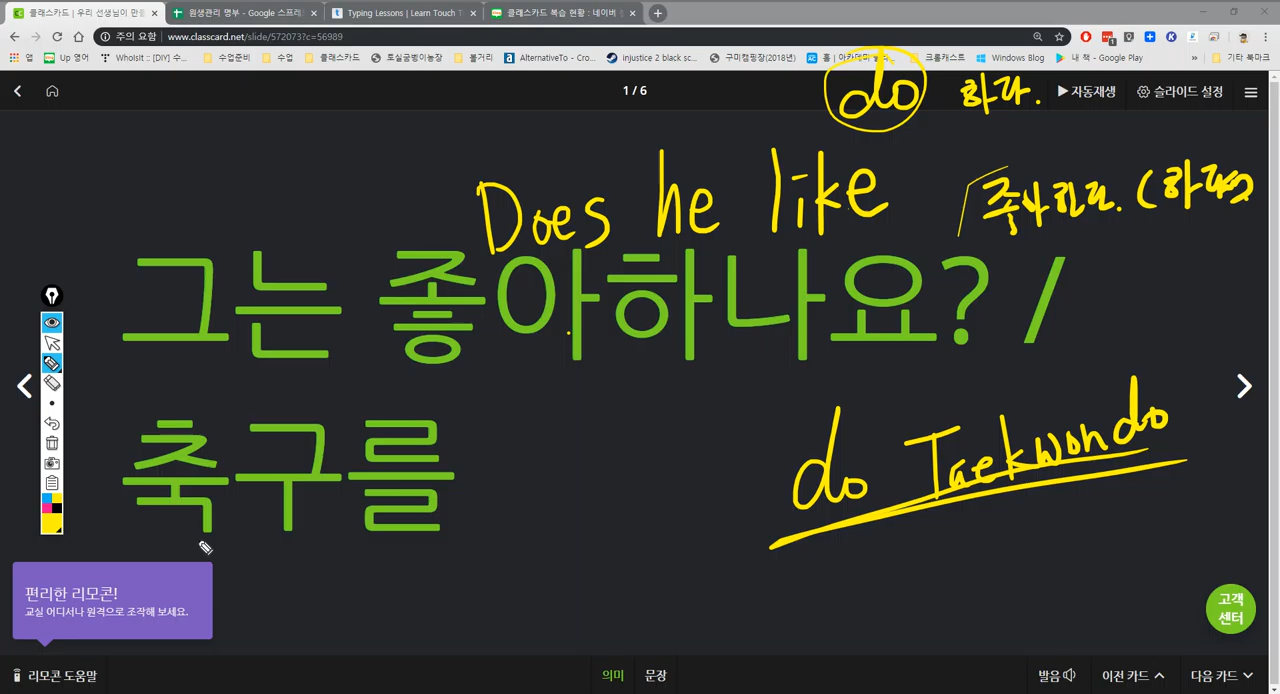 클래스카드 | 우리 선생님이 만든
원생관리 명부 - Google 스프레
Typing Lessons | Learn Touch T
클래스카드 복습 현황 : 네이버
주의 요함 | www.classcard.net/slide/572073?c=56989
앱
Up 영어
WhoIsIt(PVI) 수
수업준비
수업
클래스카드
토실공병이농장
볼거리
AlternativeTo - Cro...
Injustice 2 black sc...
구미캠핑장(2018년)
크롬캐스트
Windows Blog
내 책 - Google Play
»
기타 북마크
1 / 6
do 하다.
자동재생
슬라이드 설정
Does he like
좋아한다. (하다
그는 좋아하나요? /
축구를
do Taekwondo
편리한 리모콘!
교실 어디서나 원격으로 조작해 보세요.
고객
센터
리모콘 도움말
의미
문장
발음
이전 카드
다음 카드